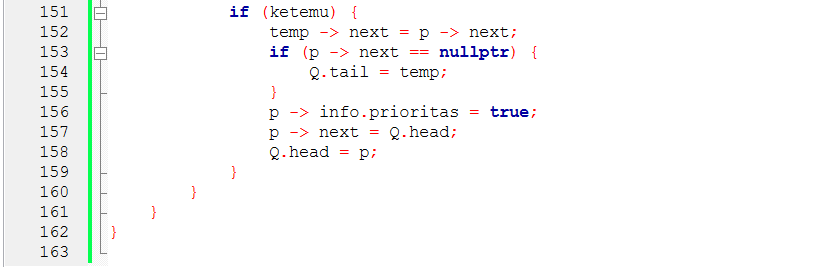 151 if (ketemu) {
152 temp -> next = p -> next;
153 if (p -> next == nullptr) {
154 Q.tail = temp;
155 }
156 p -> info.prioritas = true;
157 p -> next = Q.head;
158 Q.head = p;
159 }
160 }
161 }
162 }
163